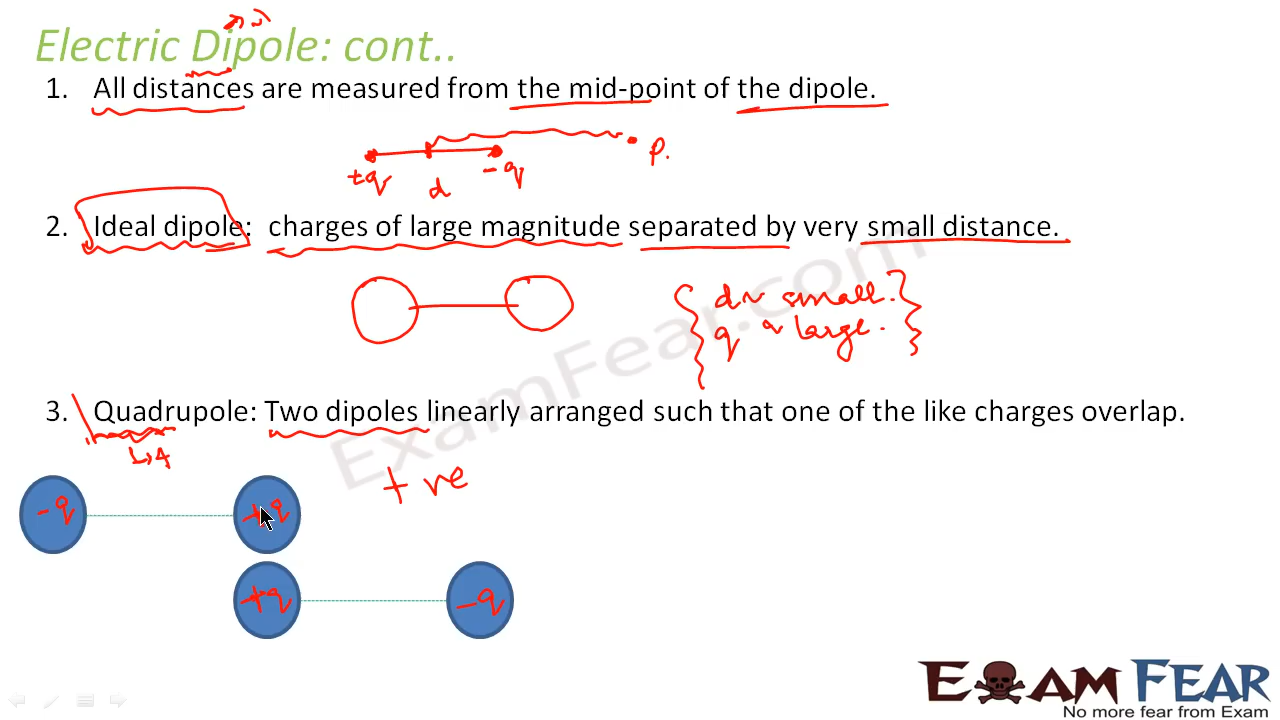 Electric Dipole: cont..
1. All distances are measured from the mid-point of the dipole.
+q d -q P.
2. Ideal dipole: charges of large magnitude separated by very small distance.
d ~ small.
q ~ large.
3. Quadrupole: Two dipoles linearly arranged such that one of the like charges overlap.
↳4
+ve
-q +q
+q -q
ExamFear.com
EXAM FEAR
No more fear from Exam